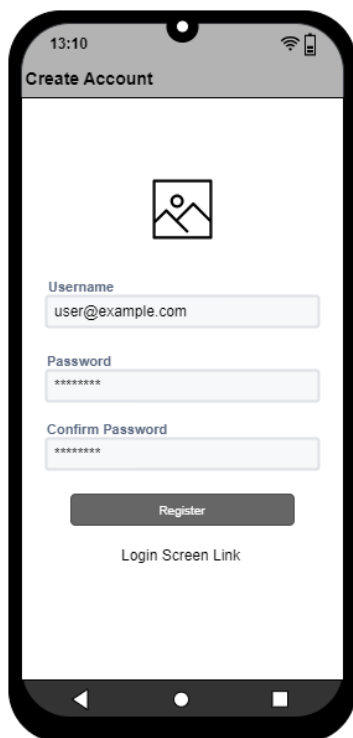 13:10
Create Account
Username
user@example.com
Password
********
Confirm Password
********
Register
Login Screen Link